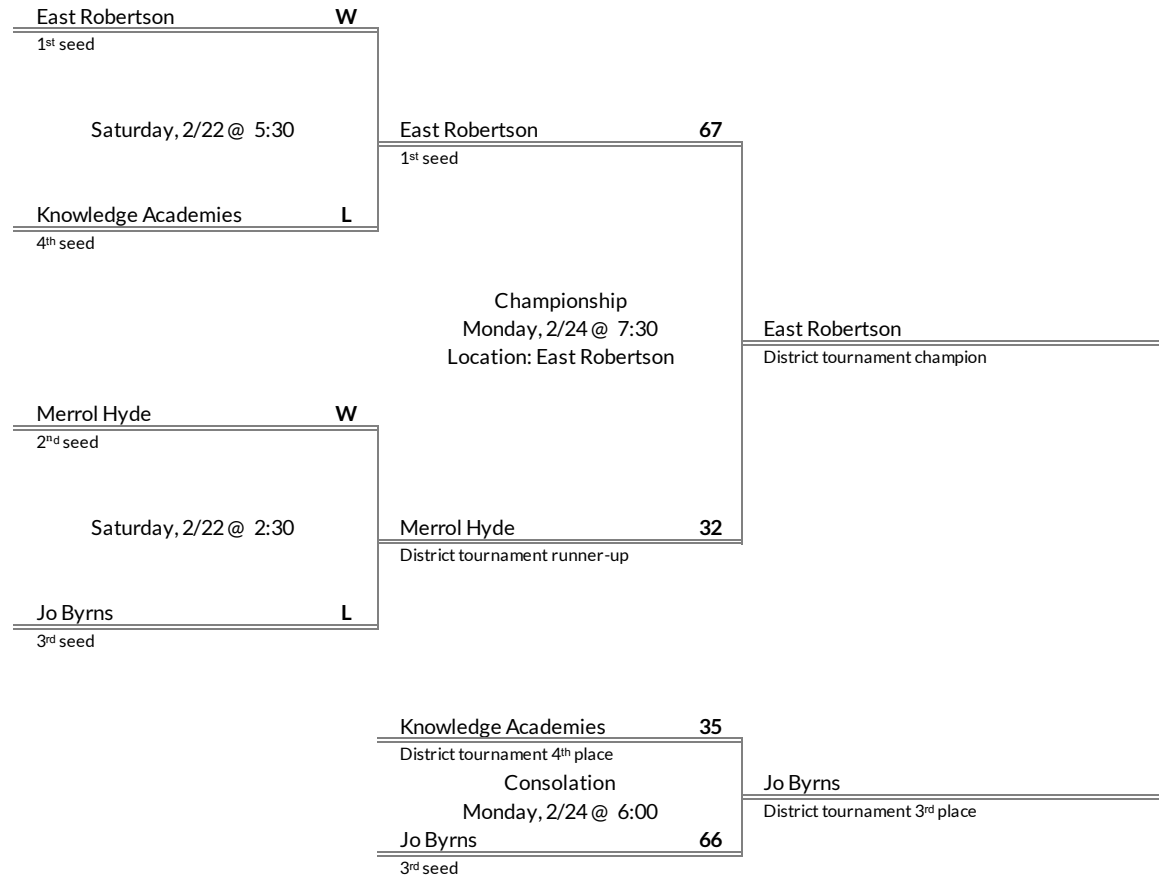 East Robertson W
1st seed
Saturday, 2/22 @ 5:30
East Robertson 67
1st seed
Knowledge Academies L
4th seed
Championship
Monday, 2/24 @ 7:30
Location: East Robertson
East Robertson
District tournament champion
Merrol Hyde W
2nd seed
Saturday, 2/22 @ 2:30
Merrol Hyde 32
District tournament runner-up
Jo Byrns L
3rd seed
Knowledge Academies 35
District tournament 4th place
Consolation
Monday, 2/24 @ 6:00
Jo Byrns
District tournament 3rd place
Jo Byrns 66
3rd seed